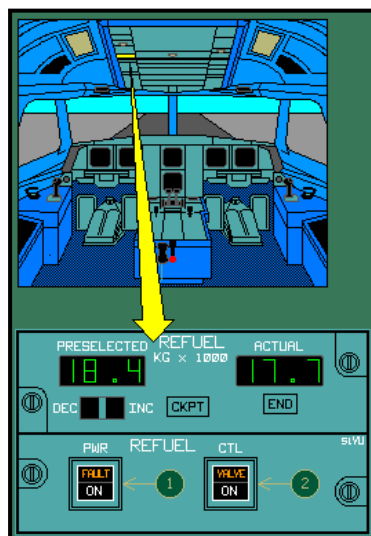 PRESELECTED REFUEL ACTUAL
KG × 1000
18.4 17.7
DEC INC CKPT END
PWR REFUEL CTL
FAULT VALVE
ON ON
1 2